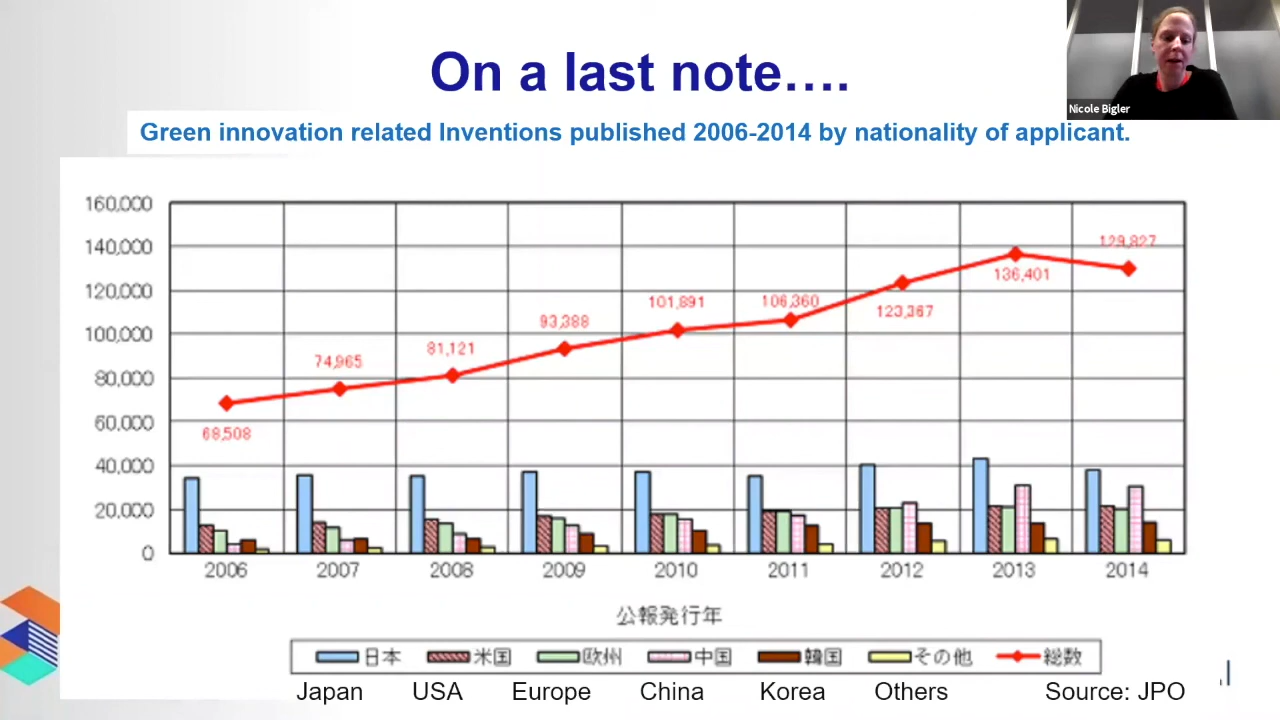 On a last note….
Nicole Bigler
Green innovation related Inventions published 2006-2014 by nationality of applicant.
160,000
140,000
120,000
100,000
80,000
60,000
40,000
20,000
0
68,508
74,965
81,121
93,388
101,891
106,360
123,367
136,401
129,827
2006 2007 2008 2009 2010 2011 2012 2013 2014
公報発行年
日本 米国 欧州 中国 韓国 その他 総数
Japan USA Europe China Korea Others Source: JPO